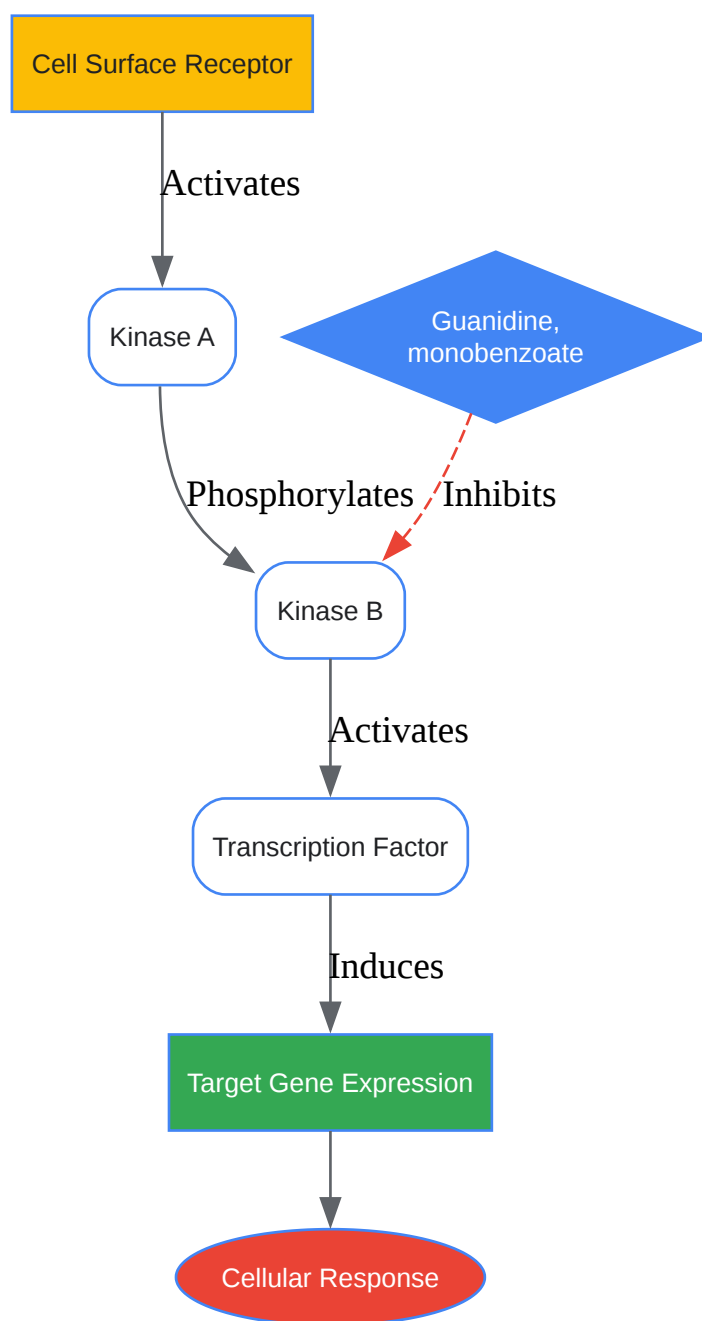 Cell Surface Receptor
Activates
Kinase A
Guanidine,
monobenzoate
Phosphorylates
Inhibits
Kinase B
Activates
Transcription Factor
Induces
Target Gene Expression
Cellular Response